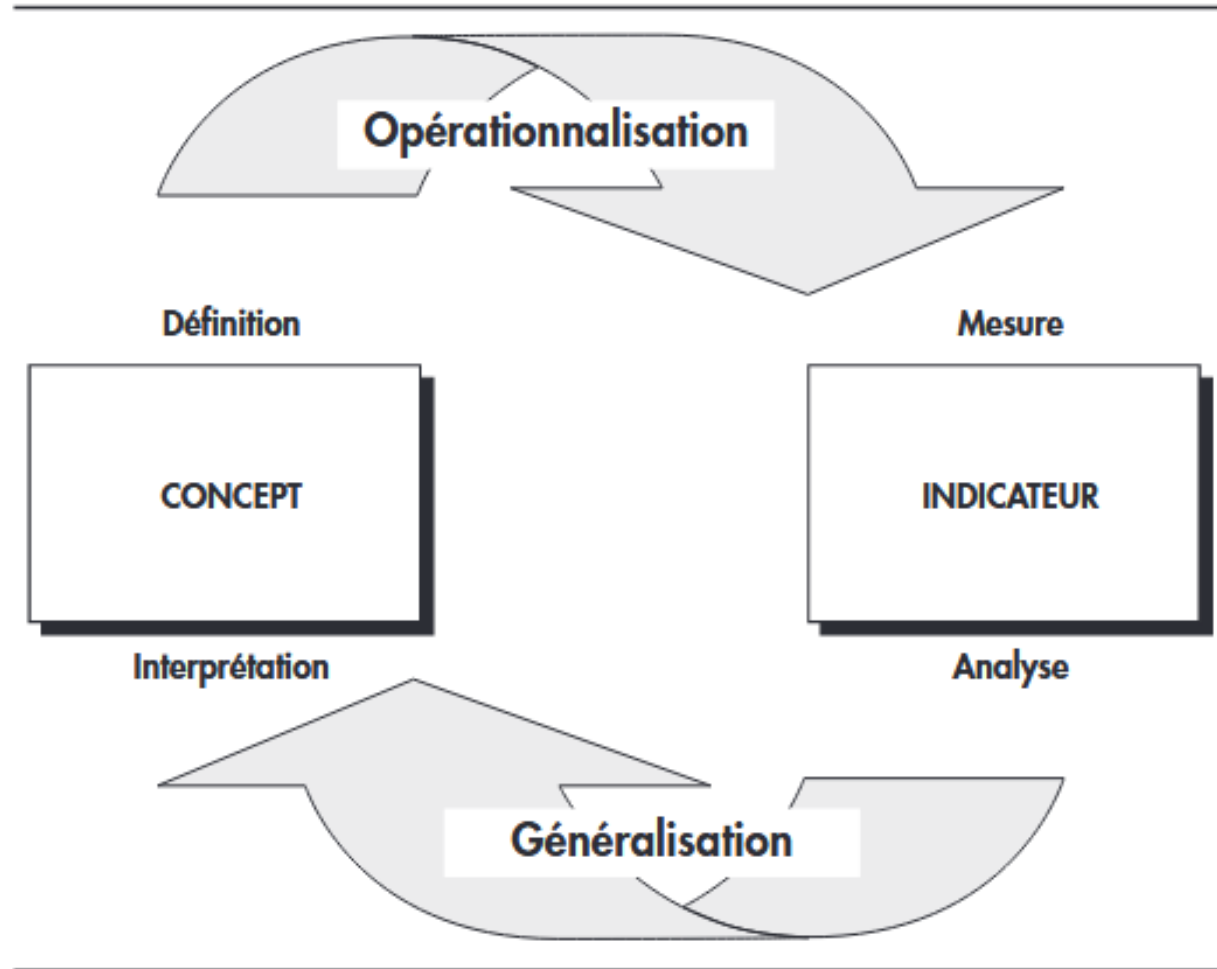 Opérationnalisation
Définition
Mesure
CONCEPT
INDICATEUR
Interprétation
Analyse
Généralisation